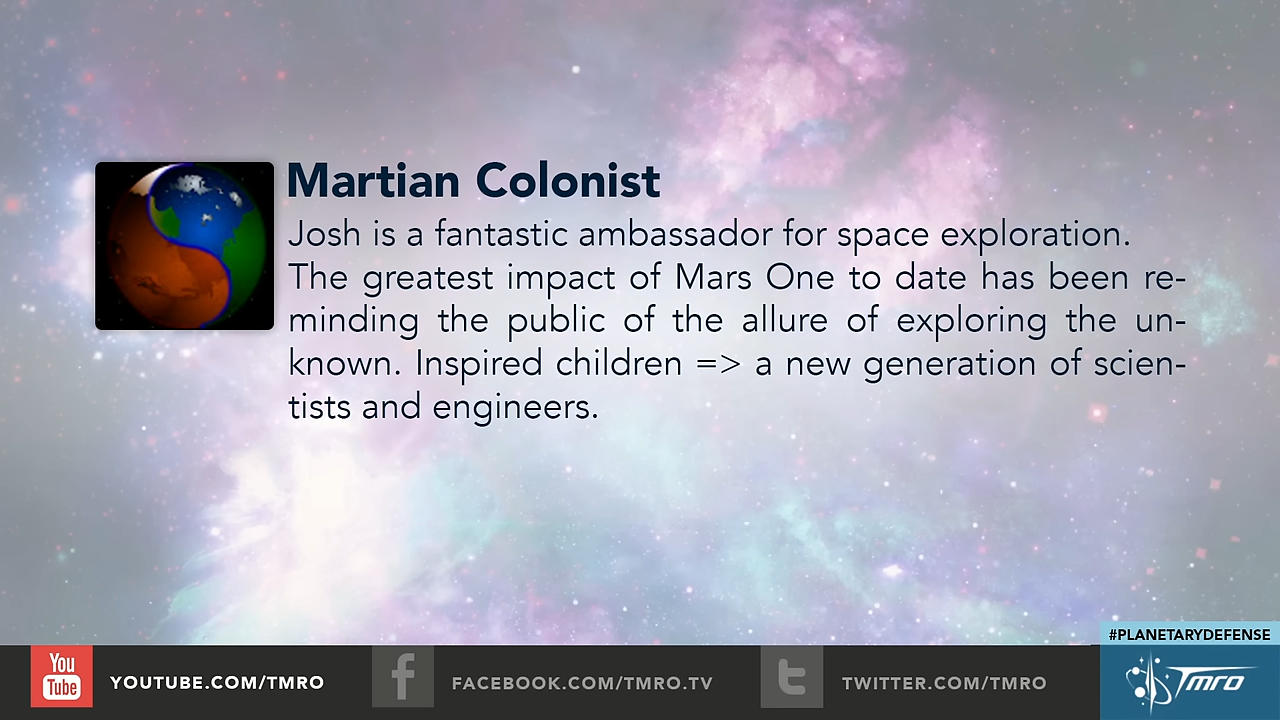 Martian Colonist
Josh is a fantastic ambassador for space exploration.
The greatest impact of Mars One to date has been re-
minding the public of the allure of exploring the un-
known. Inspired children => a new generation of scien-
tists and engineers.
#PLANETARYDEFENSE
You
Tube
YOUTUBE.COM/TMRO
f
FACEBOOK.COM/TMRO.TV
t
TWITTER.COM/TMRO
Tmro